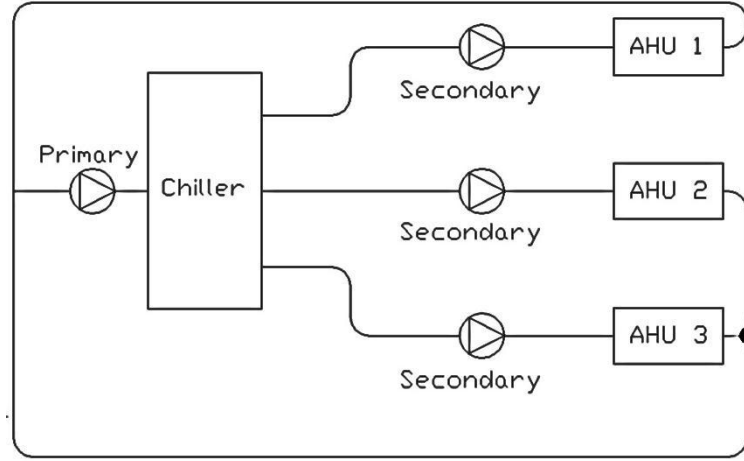 AHU 1
Secondary
Primary
Chiller
AHU 2
Secondary
AHU 3
Secondary